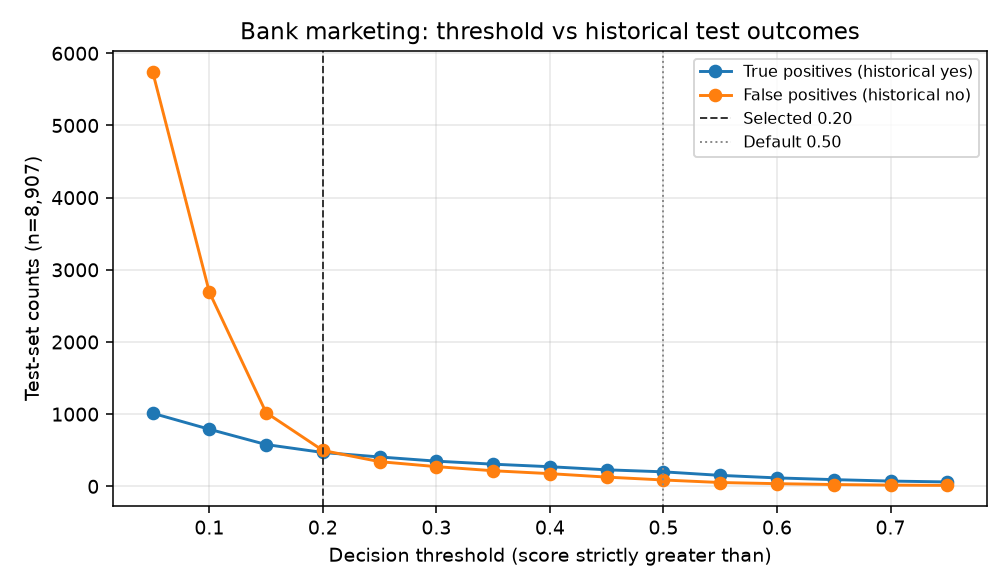 Bank marketing: threshold vs historical test outcomes
True positives (historical yes)
False positives (historical no)
Selected 0.20
Default 0.50
Test-set counts (n=8,907)
6000
5000
4000
3000
2000
1000
0
0.1 0.2 0.3 0.4 0.5 0.6 0.7
Decision threshold (score strictly greater than)